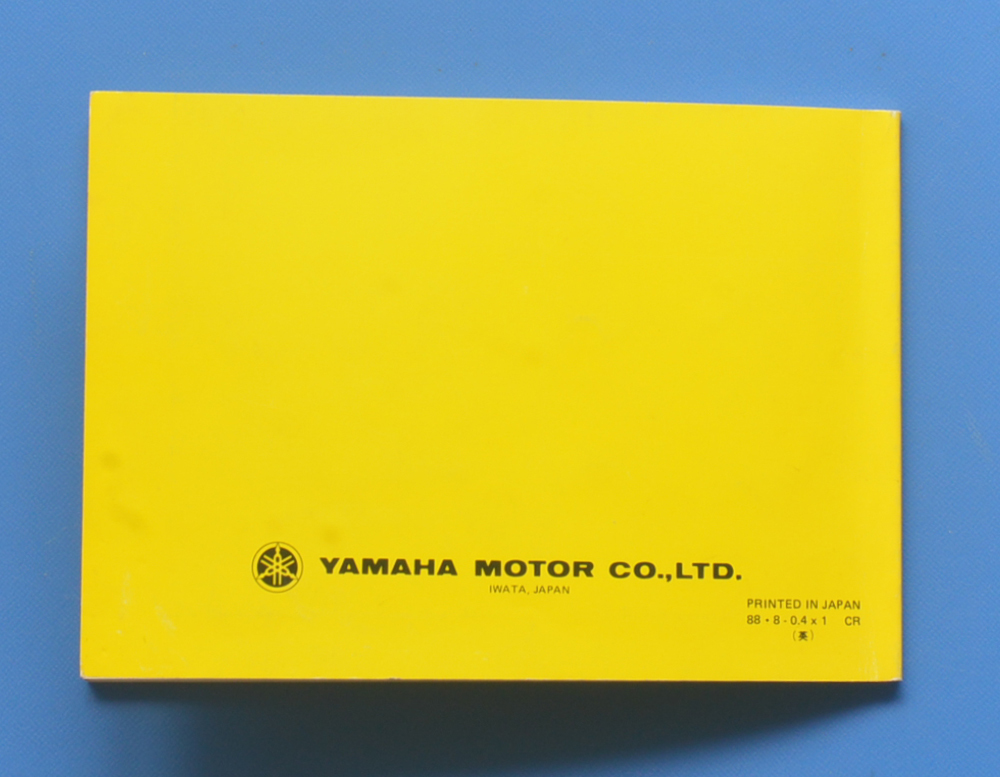 YAMAHA MOTOR CO.,LTD.
IWATA, JAPAN
PRINTED IN JAPAN
88・8-0.4 x 1 CR
(英)